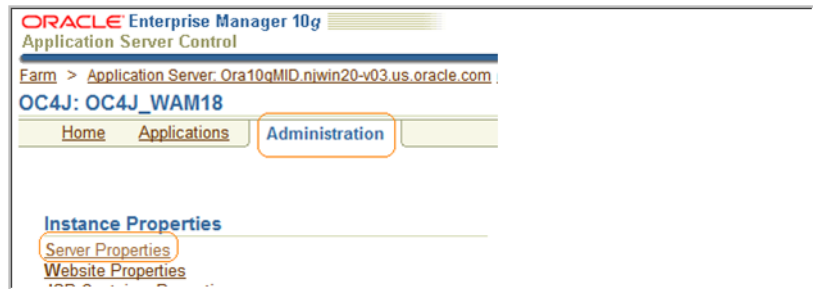 ORACLE Enterprise Manager 10g
Application Server Control
Farm > Application Server: Ora10gMID.njwin20-v03.us.oracle.com
OC4J: OC4J_WAM18
Home Applications Administration
Instance Properties
Server Properties
Website Properties